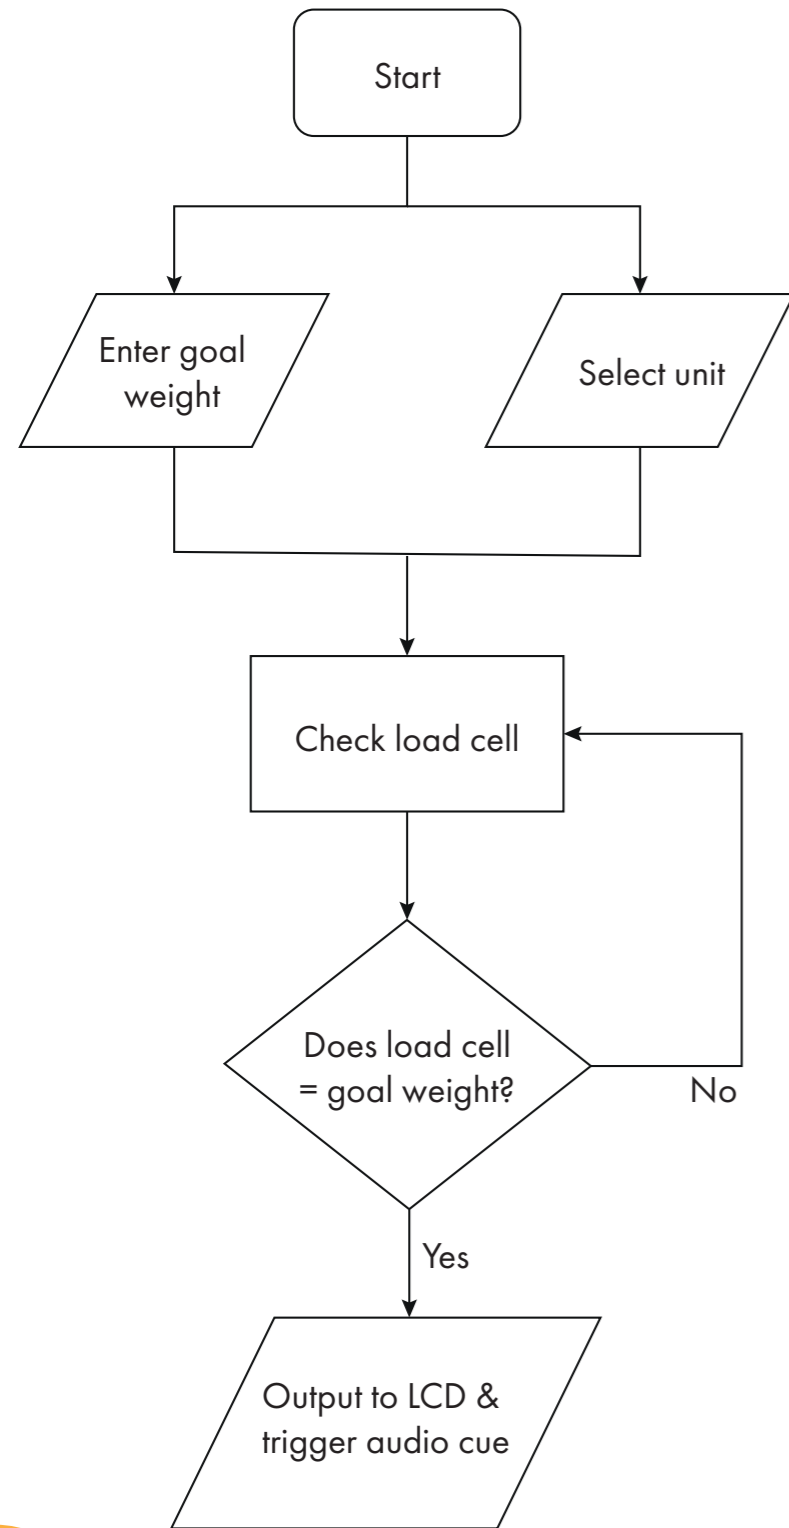 Start
Enter goal
weight
Select unit
Check load cell
Does load cell
= goal weight?
No
Yes
Output to LCD &
trigger audio cue